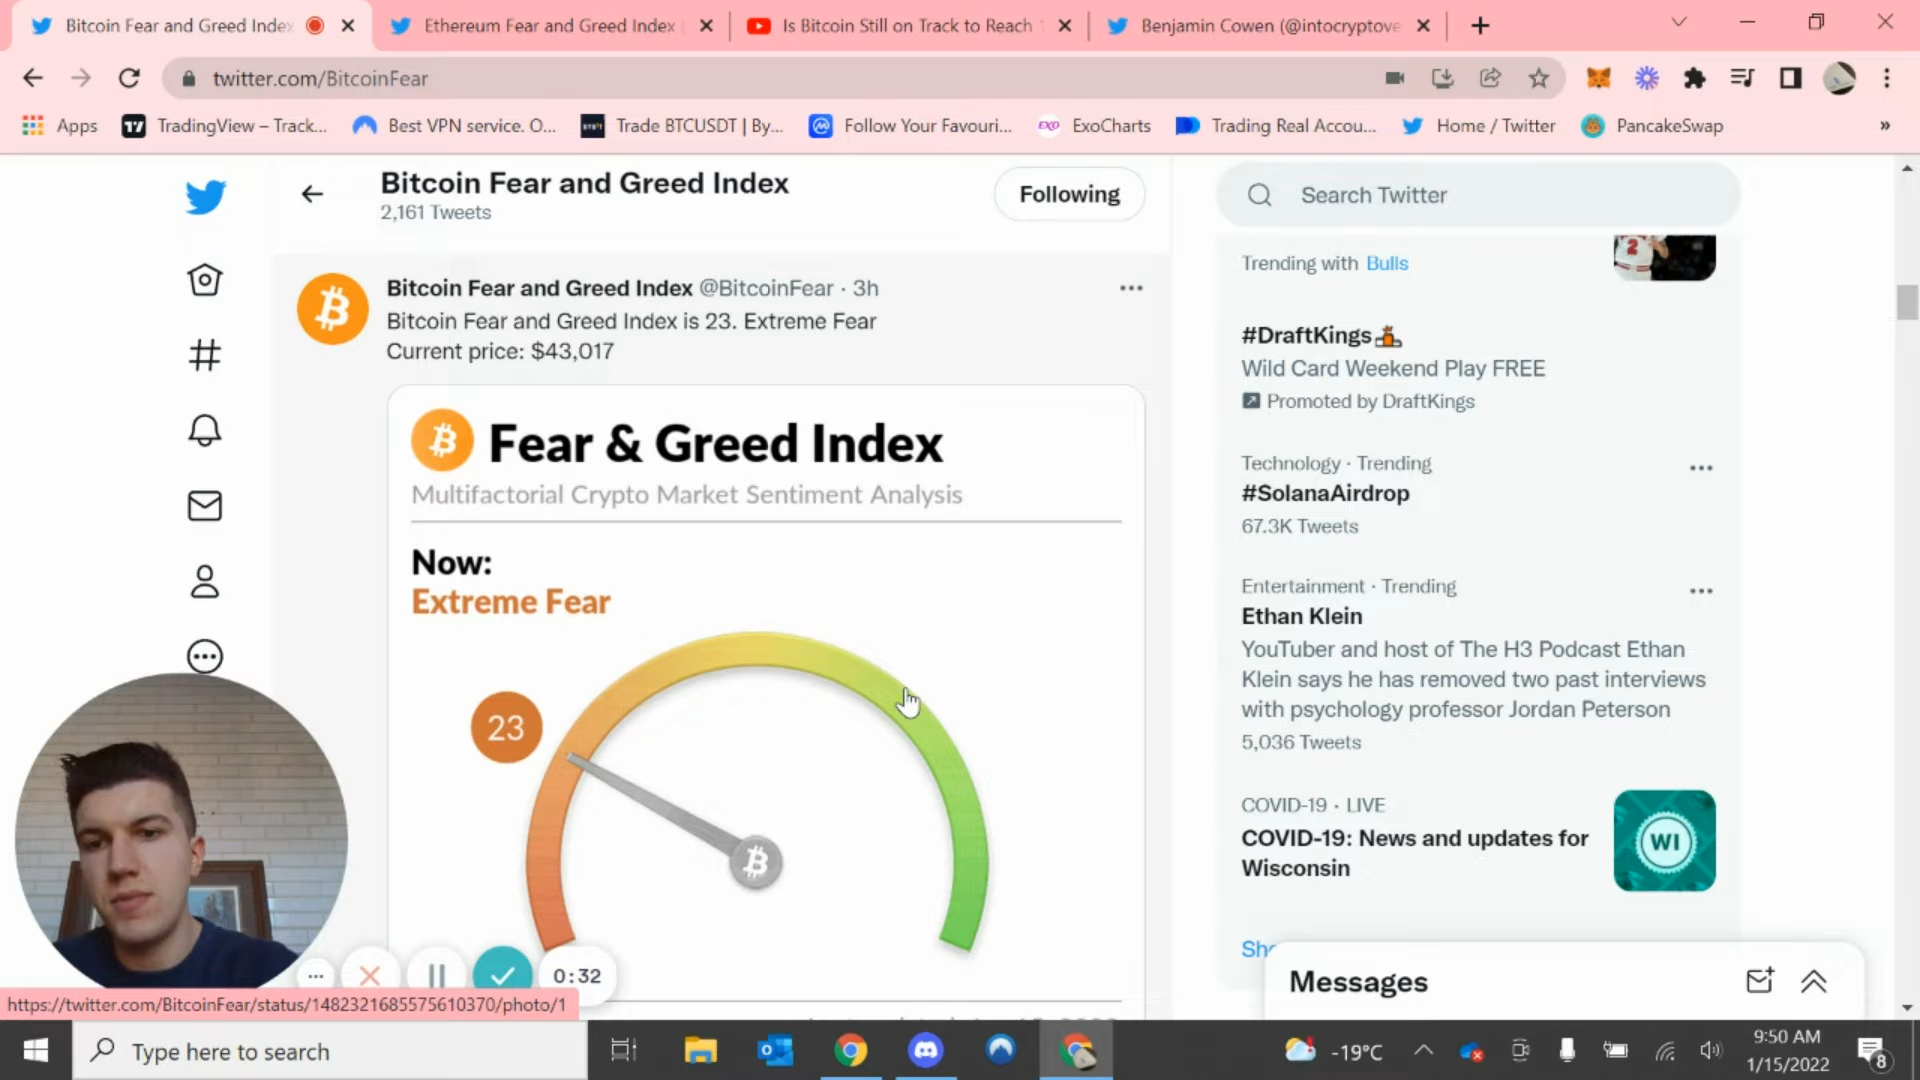 Bitcoin Fear and Greed Index
Ethereum Fear and Greed Index
Is Bitcoin Still on Track to Reach
Benjamin Cowen (@intocryptove
twitter.com/BitcoinFear
Apps
TradingView – Track...
Best VPN service. O...
Trade BTCUSDT | By...
Follow Your Favouri...
ExoCharts
Trading Real Accou...
Home / Twitter
PancakeSwap
»
Bitcoin Fear and Greed Index
2,161 Tweets
Following
Bitcoin Fear and Greed Index @BitcoinFear · 3h
Bitcoin Fear and Greed Index is 23. Extreme Fear
Current price: $43,017
Fear & Greed Index
Multifactorial Crypto Market Sentiment Analysis
Now:
Extreme Fear
23
Search Twitter
Trending with Bulls
#DraftKings
Wild Card Weekend Play FREE
Promoted by DraftKings
Technology · Trending
#SolanaAirdrop
67.3K Tweets
Entertainment · Trending
Ethan Klein
YouTuber and host of The H3 Podcast Ethan
Klein says he has removed two past interviews
with psychology professor Jordan Peterson
5,036 Tweets
COVID-19 · LIVE
COVID-19: News and updates for
Wisconsin
WI
Messages
0:32
https://twitter.com/BitcoinFear/status/1482321685575610370/photo/1
Type here to search
-19°C
9:50 AM
1/15/2022
8